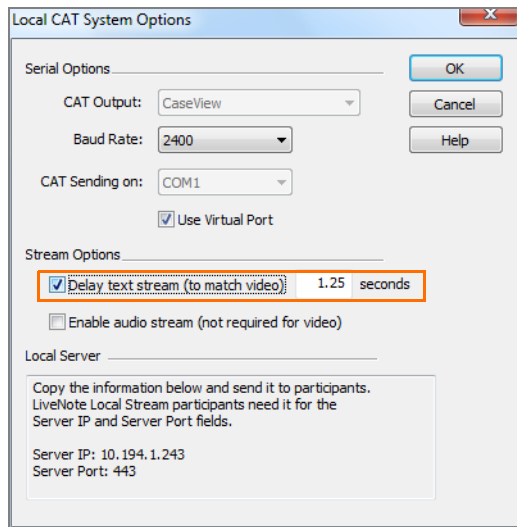 Local CAT System Options
Serial Options
OK
CAT Output: CaseView
Cancel
Baud Rate: 2400
Help
CAT Sending on: COM1
Use Virtual Port
Stream Options
Delay text stream (to match video) 1.25 seconds
Enable audio stream (not required for video)
Local Server
Copy the information below and send it to participants.
LiveNote Local Stream participants need it for the
Server IP and Server Port fields.
Server IP: 10.194.1.243
Server Port: 443